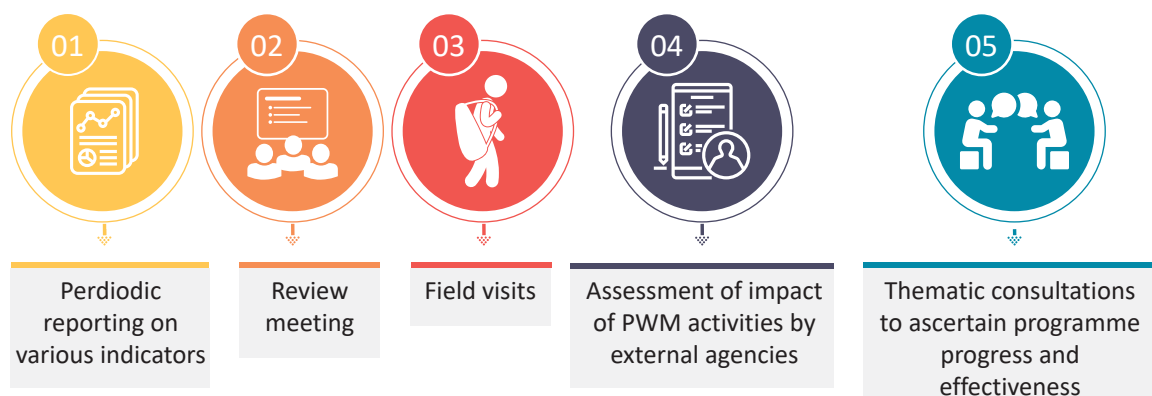 01
02
03
04
05
Perdiodic
reporting on
various indicators
Review
meeting
Field visits
Assessment of impact
of PWM activities by
external agencies
Thematic consultations
to ascertain programme
progress and
effectiveness